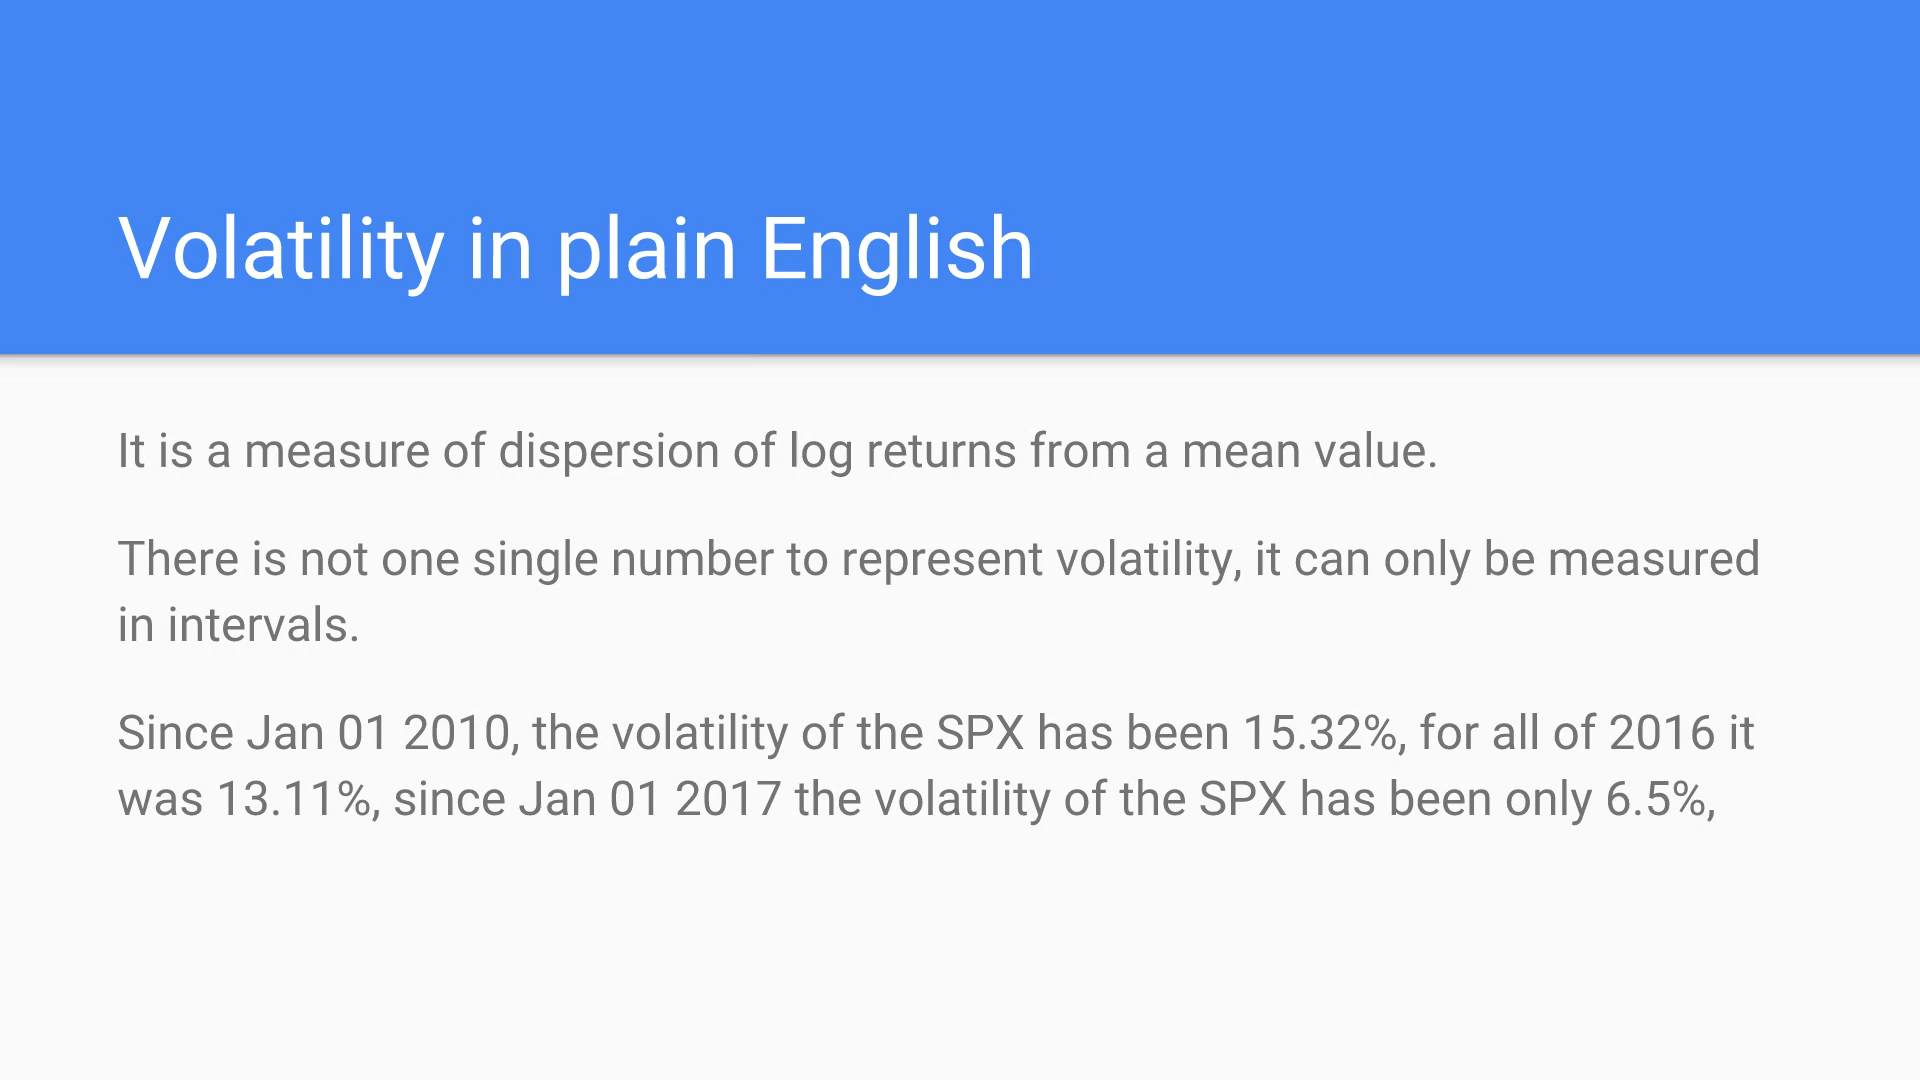 Volatility in plain English
It is a measure of dispersion of log returns from a mean value.
There is not one single number to represent volatility, it can only be measured
in intervals.
Since Jan 01 2010, the volatility of the SPX has been 15.32%, for all of 2016 it
was 13.11%, since Jan 01 2017 the volatility of the SPX has been only 6.5%,